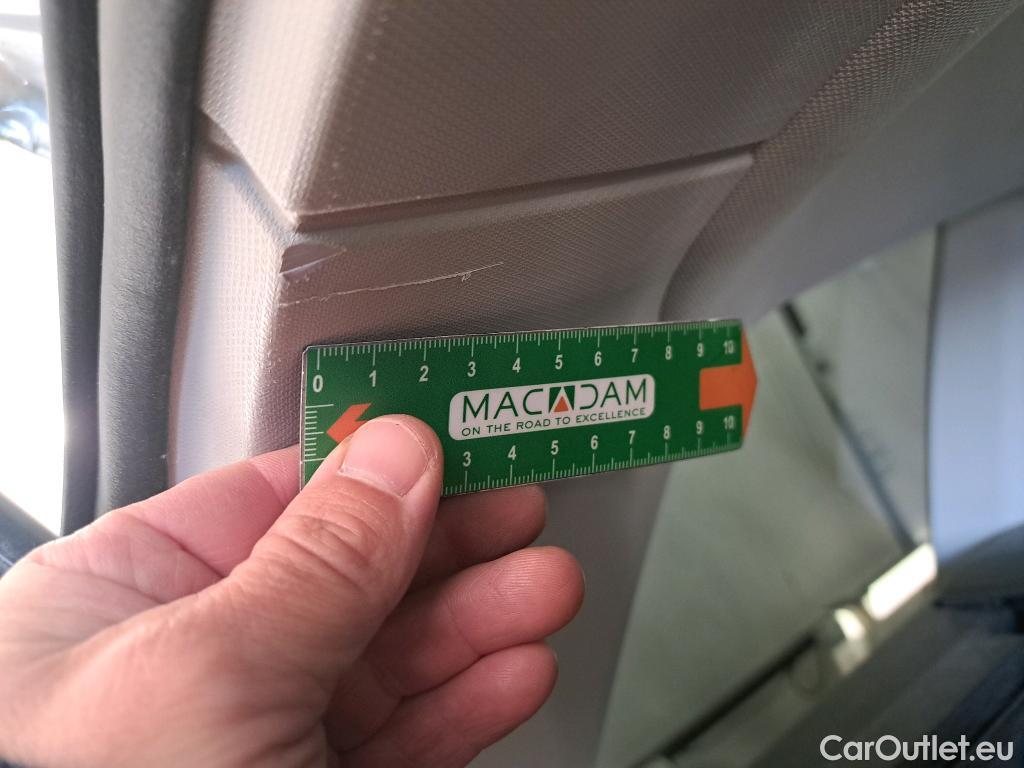 0 1 2 3 4 5 6 7 8 9 10
MACADAM
ON THE ROAD TO EXCELLENCE
3 4 5 6 7 8 9 10
CarOutlet.eu